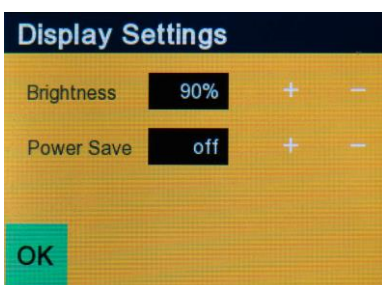 Display Settings
Brightness 90% + −
Power Save off + −
OK